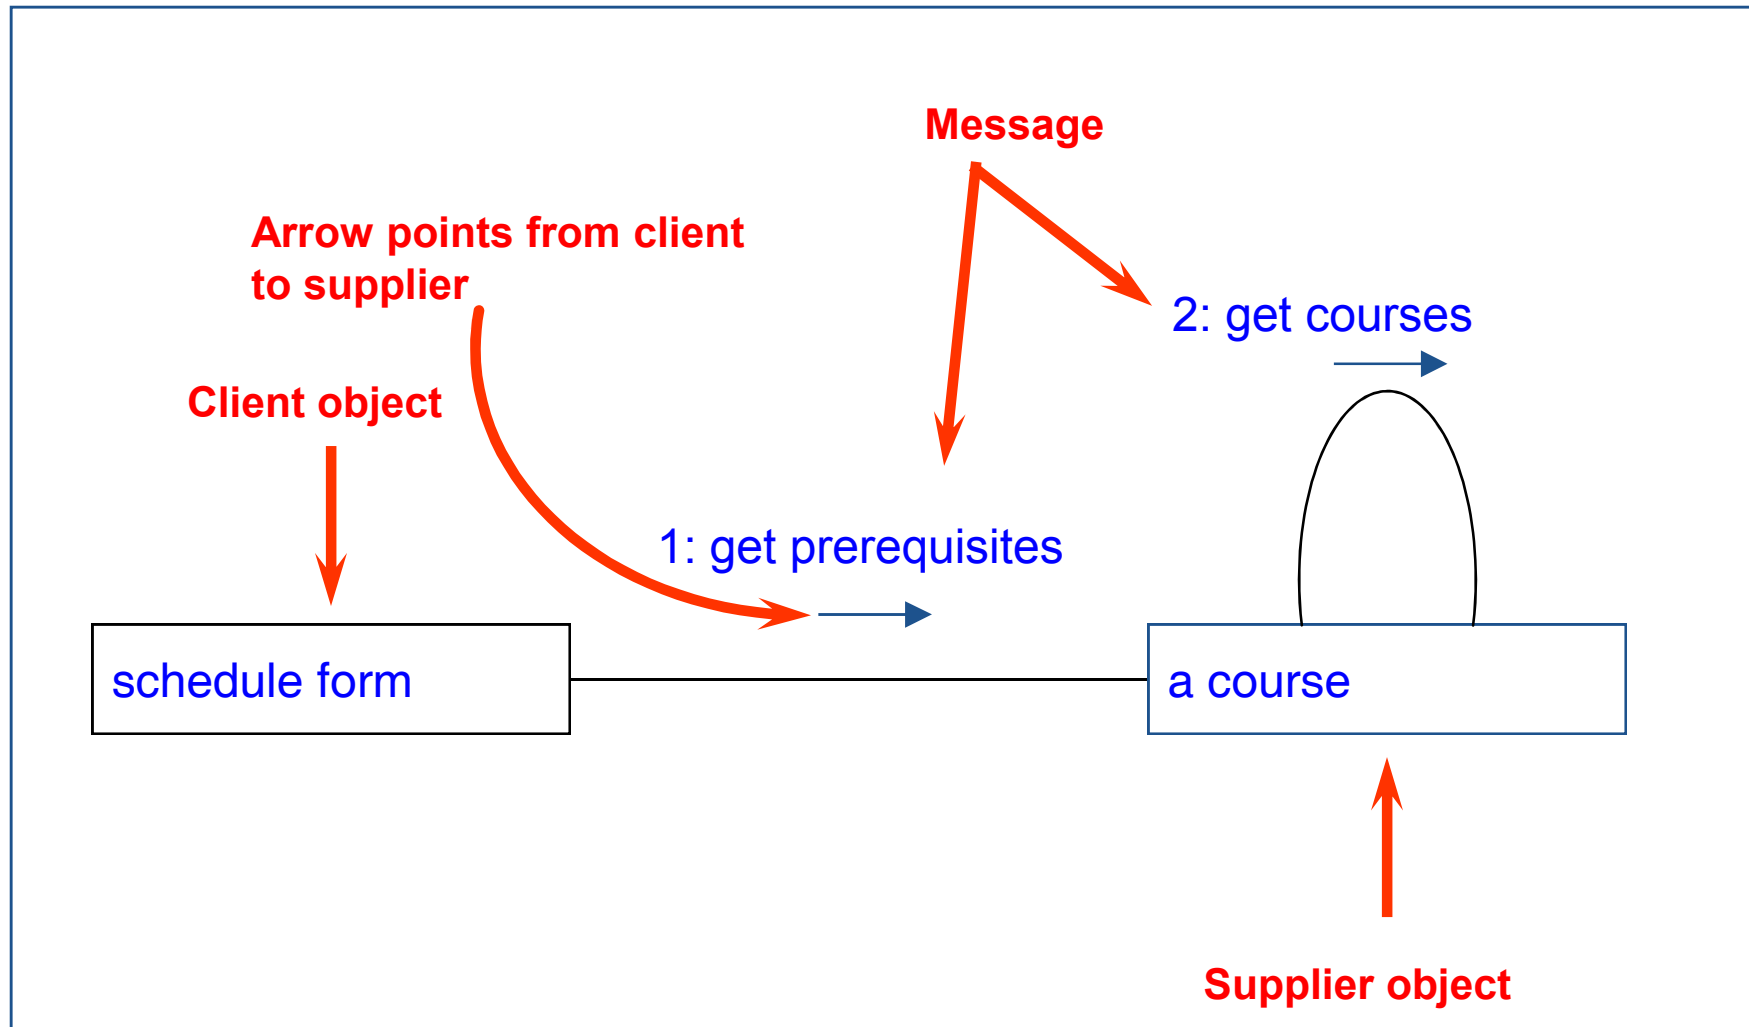 Message
Arrow points from client
to supplier
2: get courses
Client object
1: get prerequisites
schedule form
a course
Supplier object